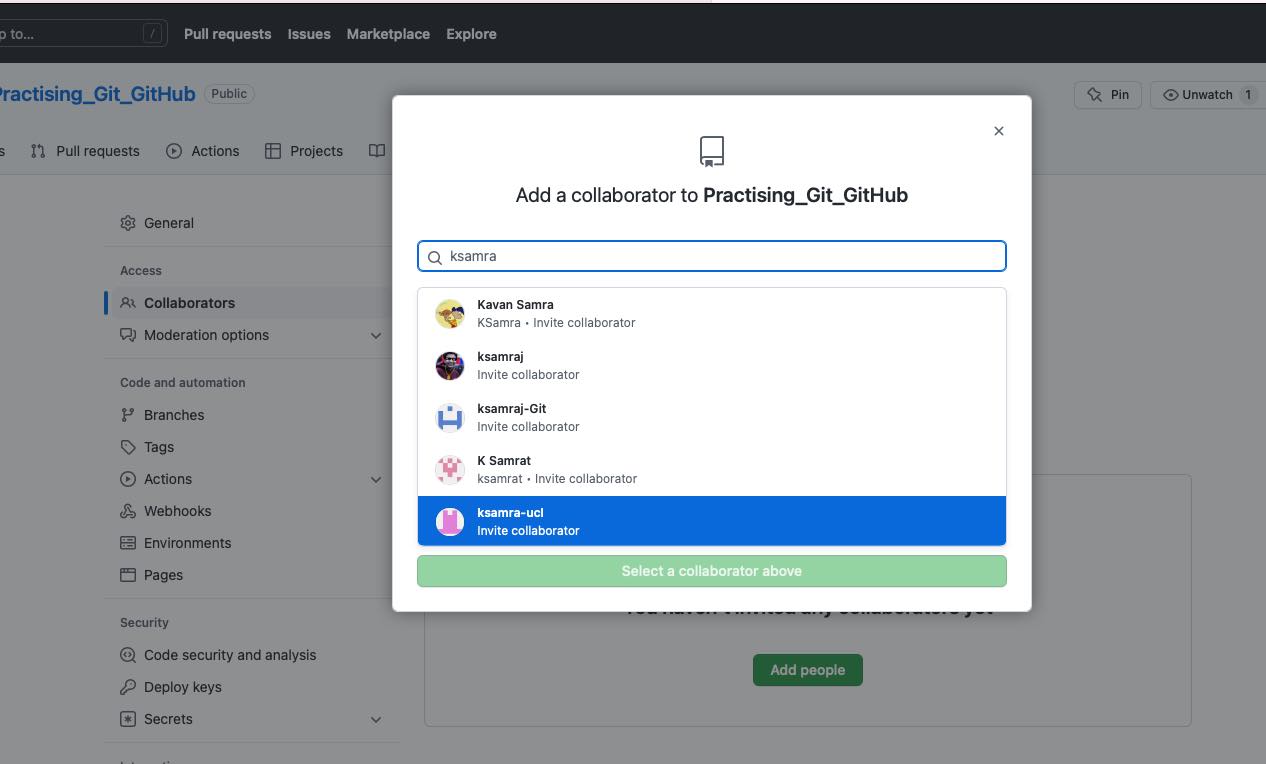 p to... /
Pull requests Issues Marketplace Explore
Practising_Git_GitHub Public
Pin Unwatch 1
s Pull requests Actions Projects
General
Access
Collaborators
Moderation options
Code and automation
Branches
Tags
Actions
Webhooks
Environments
Pages
Security
Code security and analysis
Deploy keys
Secrets
Add a collaborator to Practising_Git_GitHub
ksamra
Kavan Samra
KSamra • Invite collaborator
ksamraj
Invite collaborator
ksamraj-Git
Invite collaborator
K Samrat
ksamrat • Invite collaborator
ksamra-ucl
Invite collaborator
Select a collaborator above
You haven't invited any collaborators yet
Add people